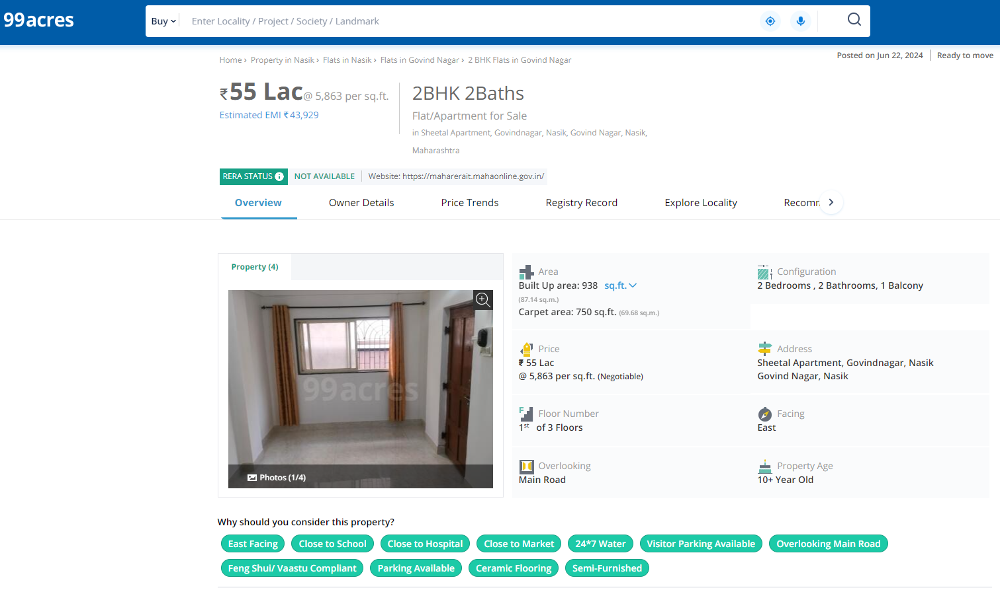 99acres
Buy
Enter Locality / Project / Society / Landmark
Home › Property in Nasik › Flats in Nasik › Flats in Govind Nagar › 2 BHK Flats in Govind Nagar
Posted on Jun 22, 2024 | Ready to move
₹55 Lac@ 5,863 per sq.ft.
Estimated EMI ₹43,929
2BHK 2Baths
Flat/Apartment for Sale
in Sheetal Apartment, Govindnagar, Nasik, Govind Nagar, Nasik,
Maharashtra
RERA STATUS NOT AVAILABLE | Website: https://maharerait.mahaonline.gov.in/
Overview Owner Details Price Trends Registry Record Explore Locality Recomm
Property (4)
99acres
Photos (1/4)
Area
Built Up area: 938 sq.ft.
(87.14 sq.m.)
Carpet area: 750 sq.ft. (69.68 sq.m.)
Configuration
2 Bedrooms , 2 Bathrooms, 1 Balcony
Price
₹ 55 Lac
@ 5,863 per sq.ft. (Negotiable)
Address
Sheetal Apartment, Govindnagar, Nasik
Govind Nagar, Nasik
Floor Number
1st of 3 Floors
Facing
East
Overlooking
Main Road
Property Age
10+ Year Old
Why should you consider this property?
East Facing Close to School Close to Hospital Close to Market 24*7 Water Visitor Parking Available Overlooking Main Road
Feng Shui/ Vaastu Compliant Parking Available Ceramic Flooring Semi-Furnished